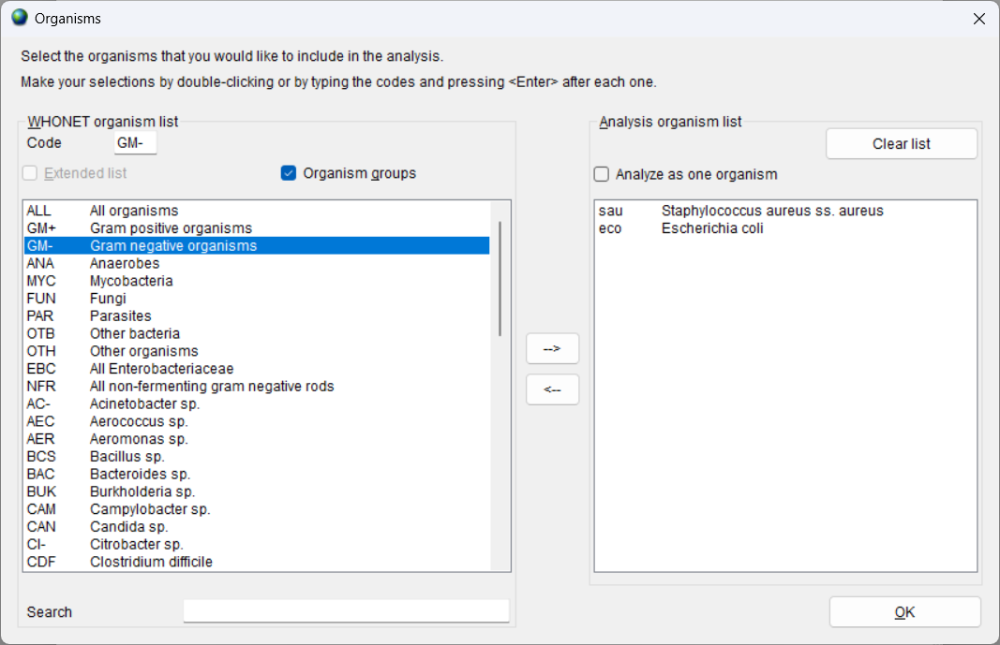 Organisms
Select the organisms that you would like to include in the analysis.
Make your selections by double-clicking or by typing the codes and pressing <Enter> after each one.
WHONET organism list
Code GM-
Extended list Organism groups
ALL All organisms
GM+ Gram positive organisms
GM- Gram negative organisms
ANA Anaerobes
MYC Mycobacteria
FUN Fungi
PAR Parasites
OTB Other bacteria
OTH Other organisms
EBC All Enterobacteriaceae
NFR All non-fermenting gram negative rods
AC- Acinetobacter sp.
AEC Aerococcus sp.
AER Aeromonas sp.
BCS Bacillus sp.
BAC Bacteroides sp.
BUK Burkholderia sp.
CAM Campylobacter sp.
CAN Candida sp.
CI- Citrobacter sp.
CDF Clostridium difficile
Search
-->
<--
Analysis organism list
Clear list
Analyze as one organism
sau Staphylococcus aureus ss. aureus
eco Escherichia coli
OK